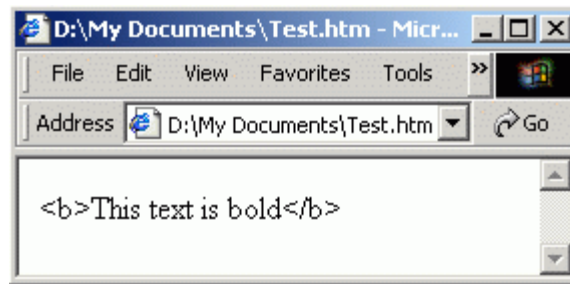 D:\My Documents\Test.htm - Micr...
File Edit View Favorites Tools »
Address D:\My Documents\Test.htm Go
<b>This text is bold</b>